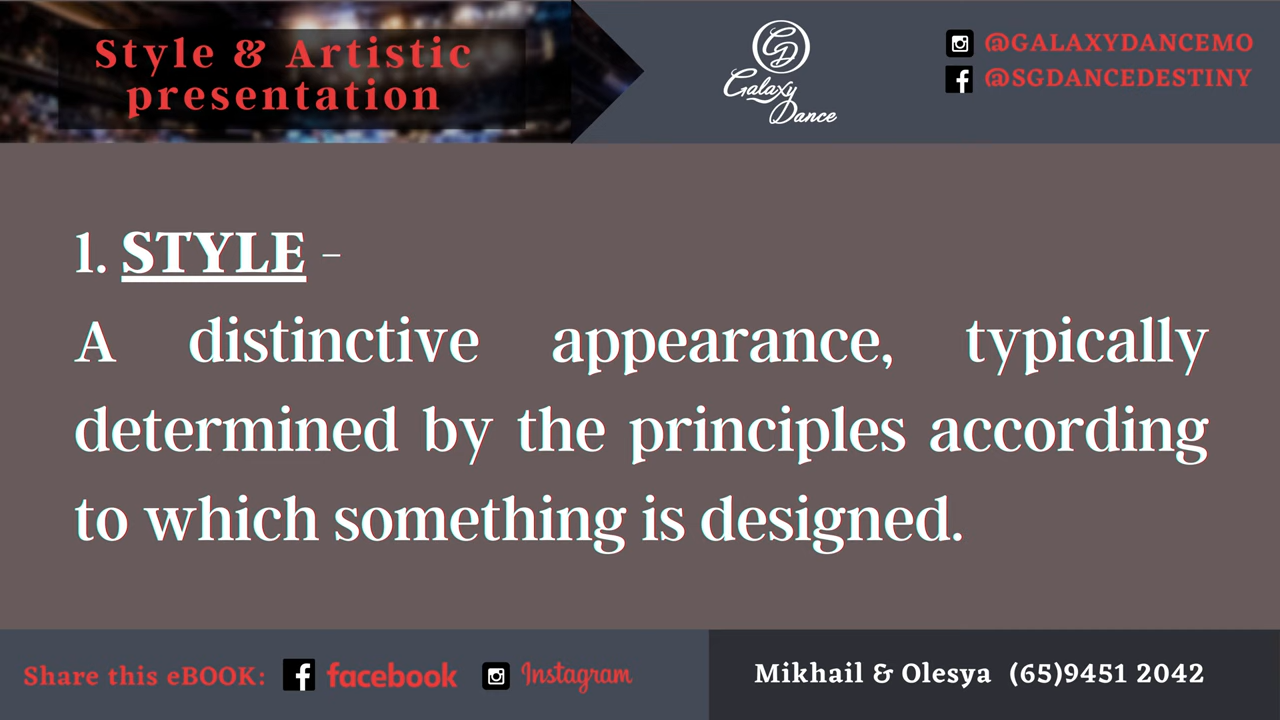 Style & Artistic
presentation
GD
Galaxy
Dance
@GALAXYDANCEMO
@SGDANCEDESTINY
1. STYLE -
A distinctive appearance, typically
determined by the principles according
to which something is designed.
Share this eBOOK: facebook Instagram
Mikhail & Olesya (65)9451 2042